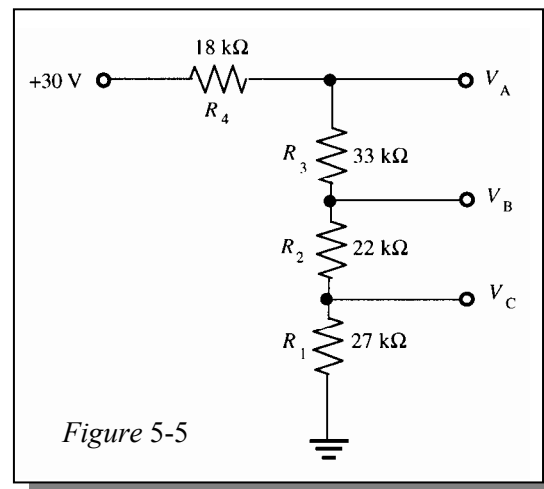 18 kΩ
+30 V
R4
VA
R3
33 kΩ
VB
R2
22 kΩ
VC
R1
27 kΩ
Figure 5-5